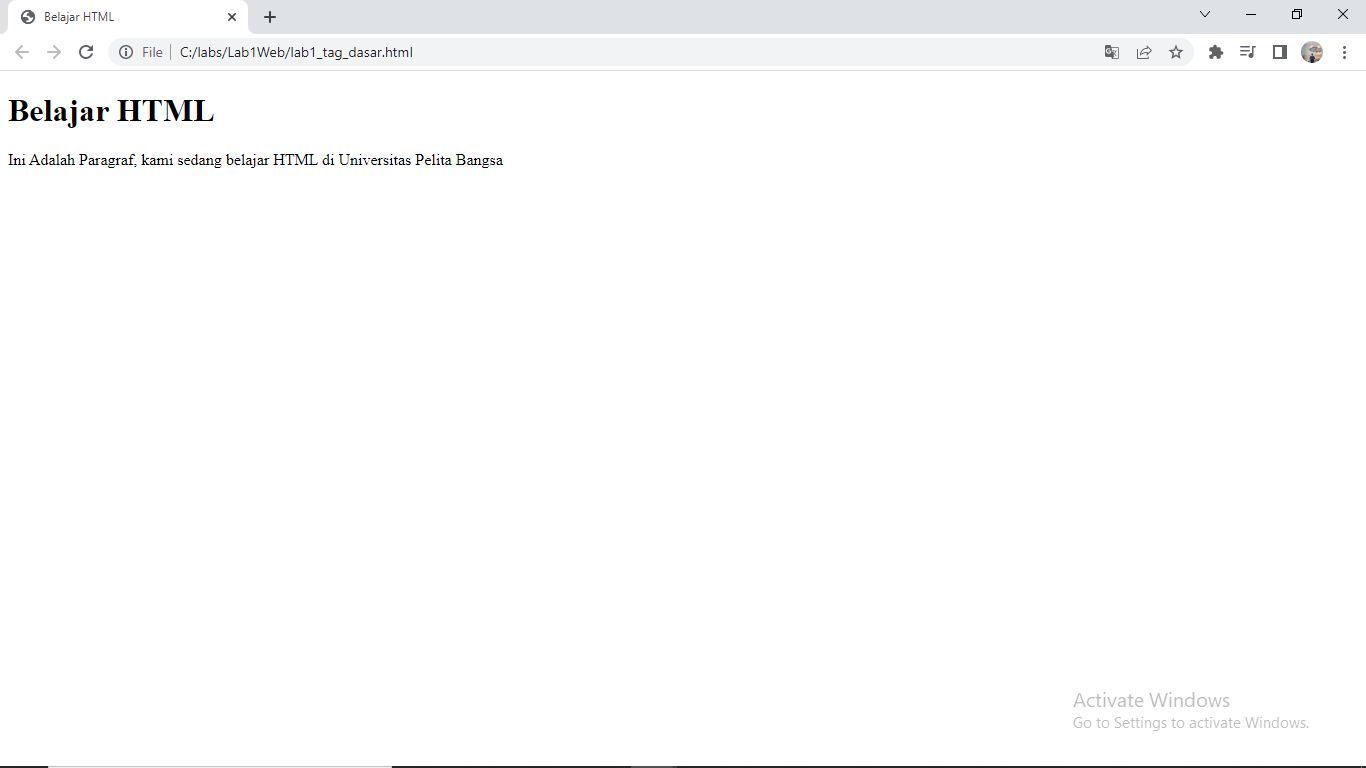 Belajar HTML
File C:/labs/Lab1Web/lab1_tag_dasar.html
Belajar HTML
Ini Adalah Paragraf, kami sedang belajar HTML di Universitas Pelita Bangsa
Activate Windows
Go to Settings to activate Windows.